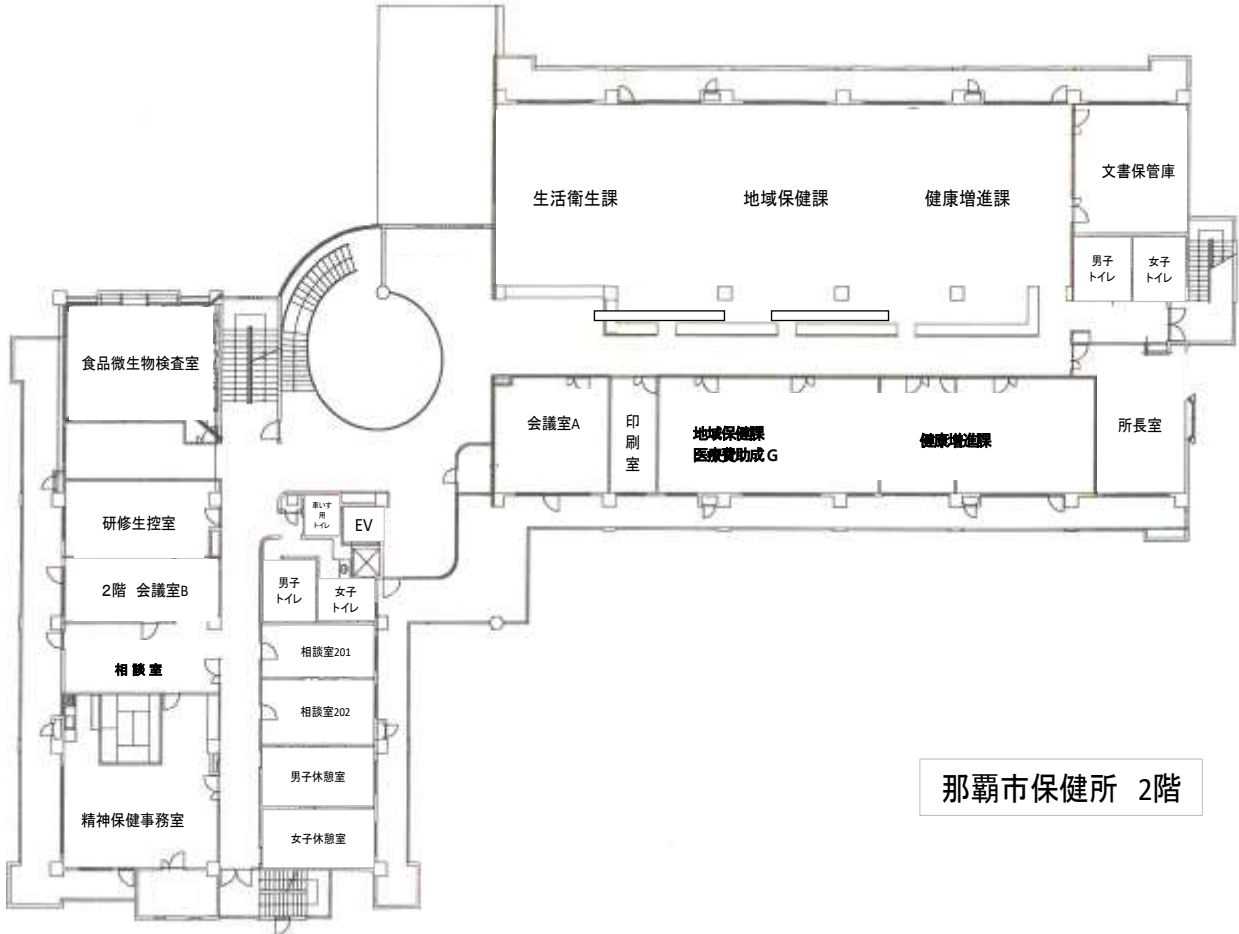 生活衛生課
地域保健課
健康増進課
文書保管庫
男子
トイレ
女子
トイレ
食品微生物検査室
会議室A
印
刷
室
地域保健課
医療費助成G
健康増進課
所長室
研修生控室
車いす
用
トイレ
EV
2階 会議室B
男子
トイレ
女子
トイレ
相談室
相談室201
相談室202
男子休憩室
精神保健事務室
女子休憩室
那覇市保健所 2階